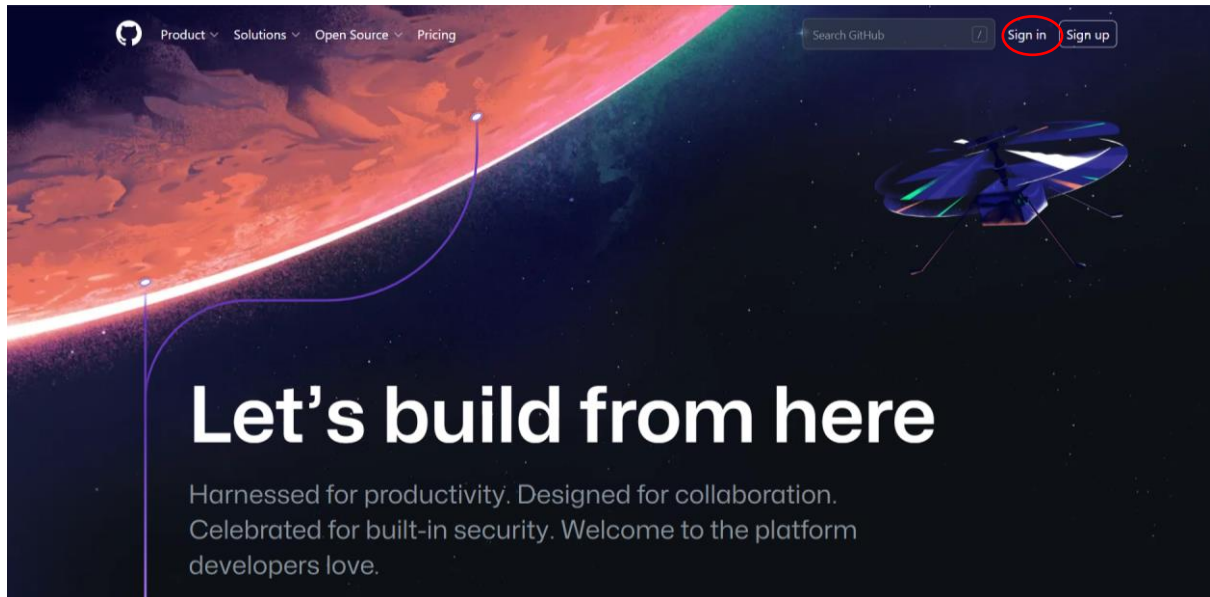 Product Solutions Open Source Pricing Search GitHub / Sign in Sign up
Let's build from here
Harnessed for productivity. Designed for collaboration.
Celebrated for built-in security. Welcome to the platform
developers love.